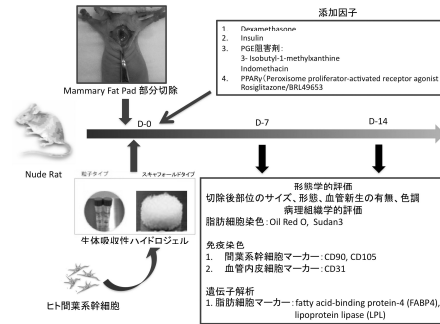 添加因子
1. Dexamethasone
2. Insulin
3. PGE阻害剤:
3- Isobutyl-1-methylxanthine
Indomethacin
4. PPARγ(Peroxisome proliferator-activated receptor agonist
Rosiglitazone/BRL49653
Mammary Fat Pad 部分切除
D-0
D-7
D-14
Nude Rat
粒子タイプ
スキャフォールドタイプ
生体吸収性ハイドロジェル
ヒト間葉系幹細胞
形態学的評価
切除後部位のサイズ、形態、血管新生の有無、色調
病理組織学的評価
脂肪細胞染色: Oil Red O, Sudan3
免疫染色
1. 間葉系幹細胞マーカー: CD90, CD105
2. 血管内皮細胞マーカー: CD31
遺伝子解析
1. 脂肪細胞マーカー: fatty acid-binding protein-4 (FABP4),
lipoprotein lipase (LPL)